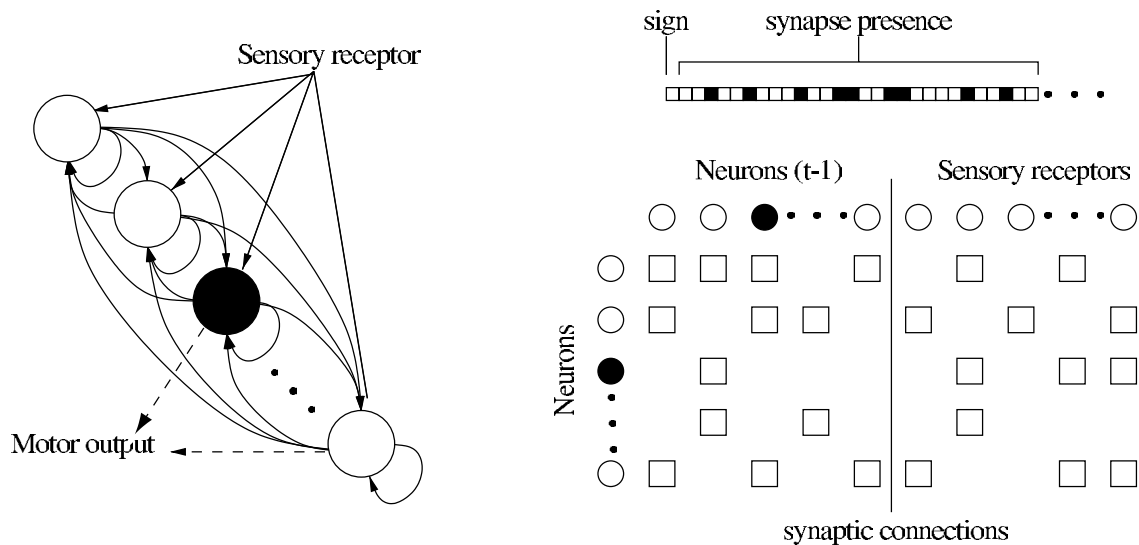 Sensory receptor
Motor output
sign synapse presence
Neurons (t-1) Sensory receptors
Neurons
synaptic connections